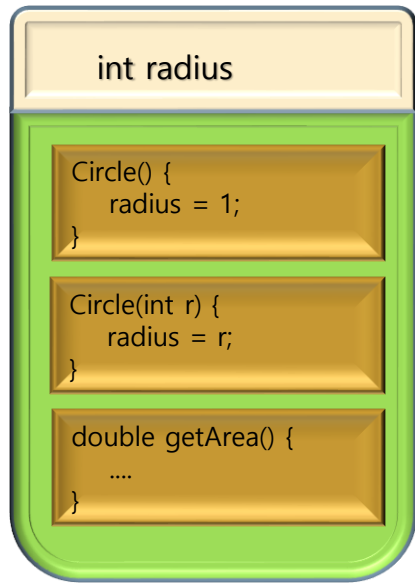 int radius
Circle() {
radius = 1;
}
Circle(int r) {
radius = r;
}
double getArea() {
....
}